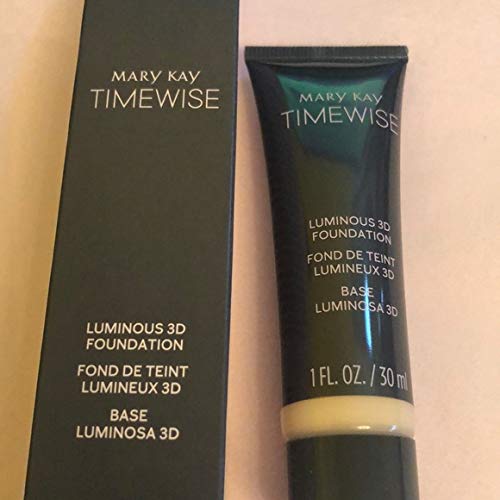 MARY KAY
TIMEWISE
LUMINOUS 3D
FOUNDATION
FOND DE TEINT
LUMINEUX 3D
BASE
LUMINOSA 3D
MARY KAY
TIMEWISE
LUMINOUS 3D
FOUNDATION
FOND DE TEINT
LUMINEUX 3D
BASE
LUMINOSA 3D
1 FL. OZ. / 30 ml